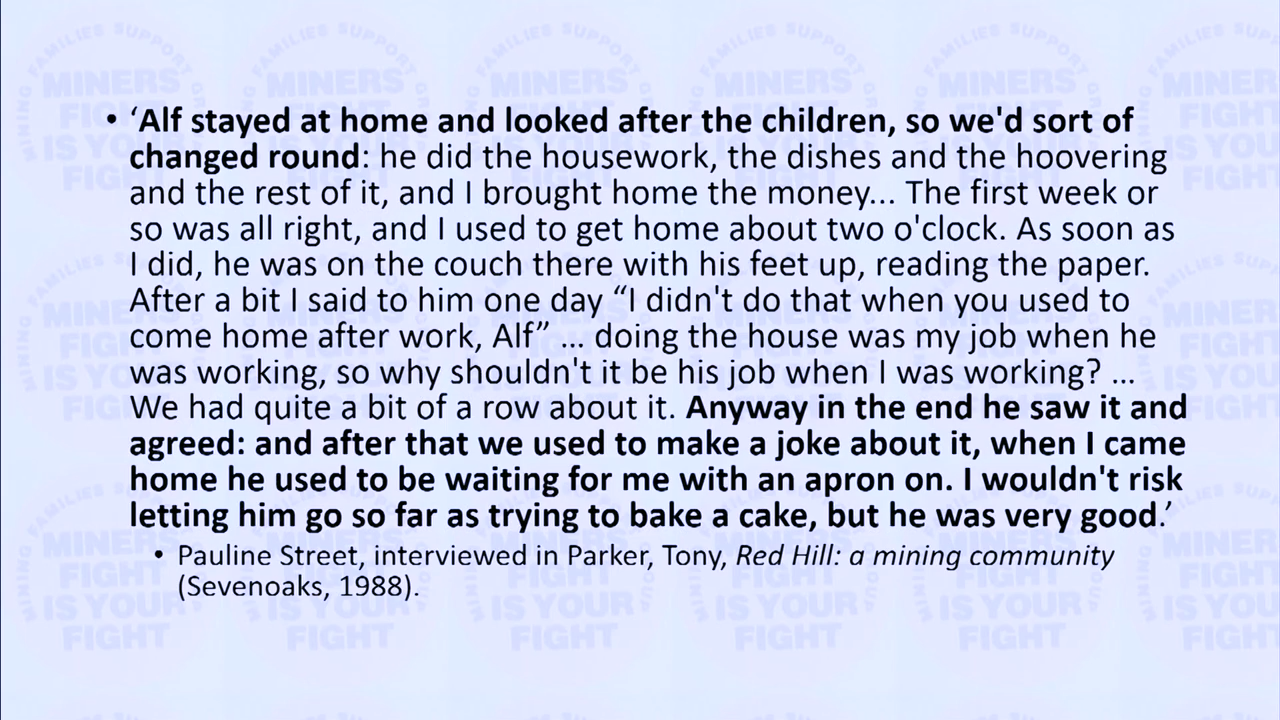 • ‘Alf stayed at home and looked after the children, so we'd sort of
changed round: he did the housework, the dishes and the hoovering
and the rest of it, and I brought home the money... The first week or
so was all right, and I used to get home about two o'clock. As soon as
I did, he was on the couch there with his feet up, reading the paper.
After a bit I said to him one day “I didn't do that when you used to
come home after work, Alf” ... doing the house was my job when he
was working, so why shouldn't it be his job when I was working? ...
We had quite a bit of a row about it. Anyway in the end he saw it and
agreed: and after that we used to make a joke about it, when I came
home he used to be waiting for me with an apron on. I wouldn't risk
letting him go so far as trying to bake a cake, but he was very good.’
• Pauline Street, interviewed in Parker, Tony, Red Hill: a mining community
(Sevenoaks, 1988).
MINING FAMILIES SUPPORT GROUP
MINERS
FIGHT
IS YOUR
FIGHT